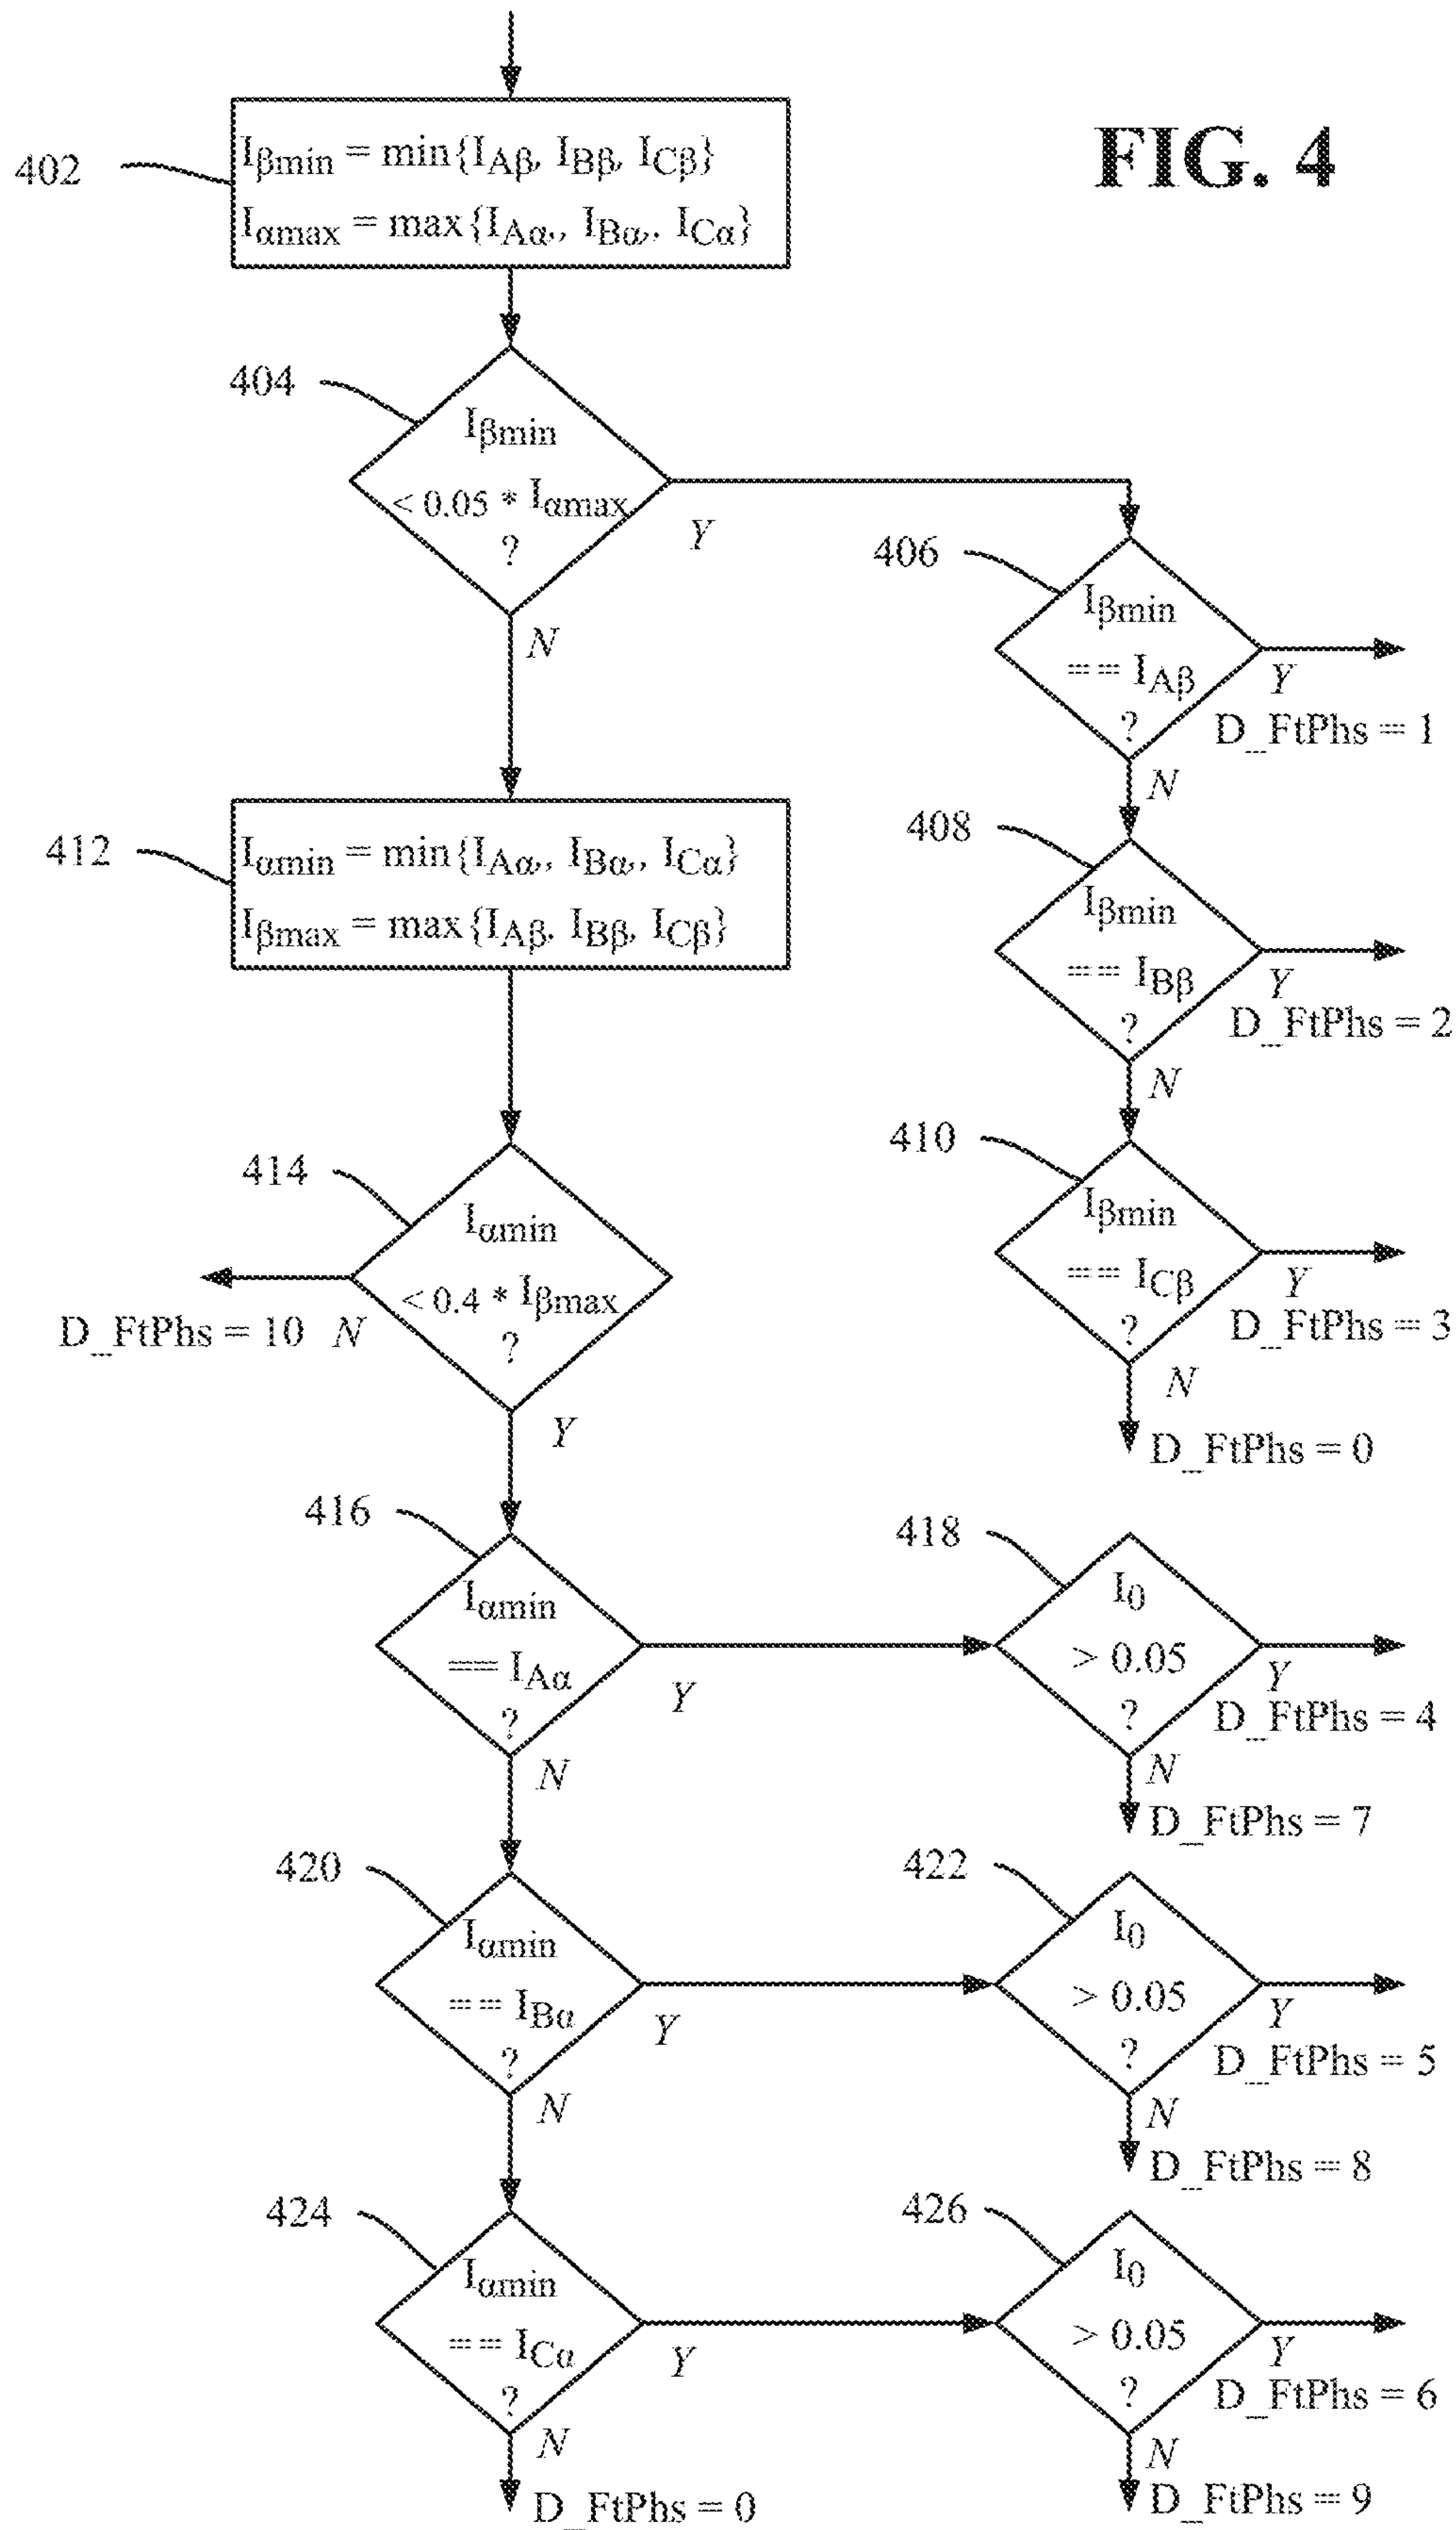 FIG. 4
402
Iβmin = min{IAβ, IBβ, ICβ}
Iαmax = max{IAα,, IBα,. ICα}
404
Iβmin
< 0.05 * Iαmax
?
Y
N
406
Iβmin
== IAβ
?
Y
D_FtPhs = 1
N
408
Iβmin
== IBβ
?
Y
D_FtPhs = 2
N
410
Iβmin
== ICβ
?
Y
D_FtPhs = 3
N
D_FtPhs = 0
412
Iαmin = min{IAα,, IBα,, ICα}
Iβmax = max{IAβ, IBβ, ICβ}
414
Iαmin
< 0.4 * Iβmax
?
D_FtPhs = 10 N
Y
416
Iαmin
== IAα
?
Y
N
418
I0
> 0.05
?
Y
D_FtPhs = 4
N
D_FtPhs = 7
420
Iαmin
== IBα
?
Y
N
422
I0
> 0.05
?
Y
D_FtPhs = 5
N
D_FtPhs = 8
424
Iαmin
== ICα
?
Y
N
D_FtPhs = 0
426
I0
> 0.05
?
Y
D_FtPhs = 6
N
D_FtPhs = 9